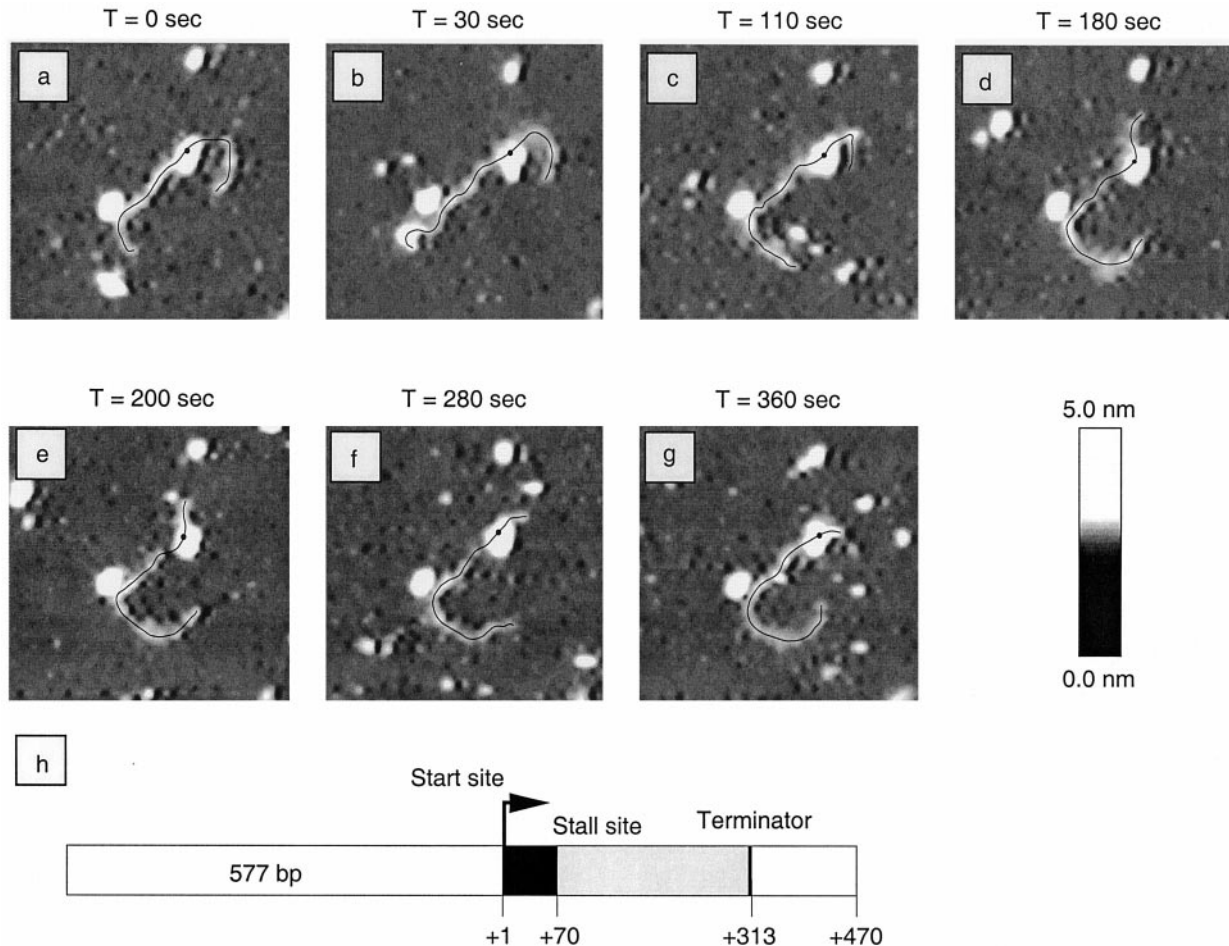 T = 0 sec
T = 30 sec
T = 110 sec
T = 180 sec
a
b
c
d
T = 200 sec
T = 280 sec
T = 360 sec
e
f
g
5.0 nm
0.0 nm
h
Start site
Stall site
Terminator
577 bp
+1
+70
+313
+470